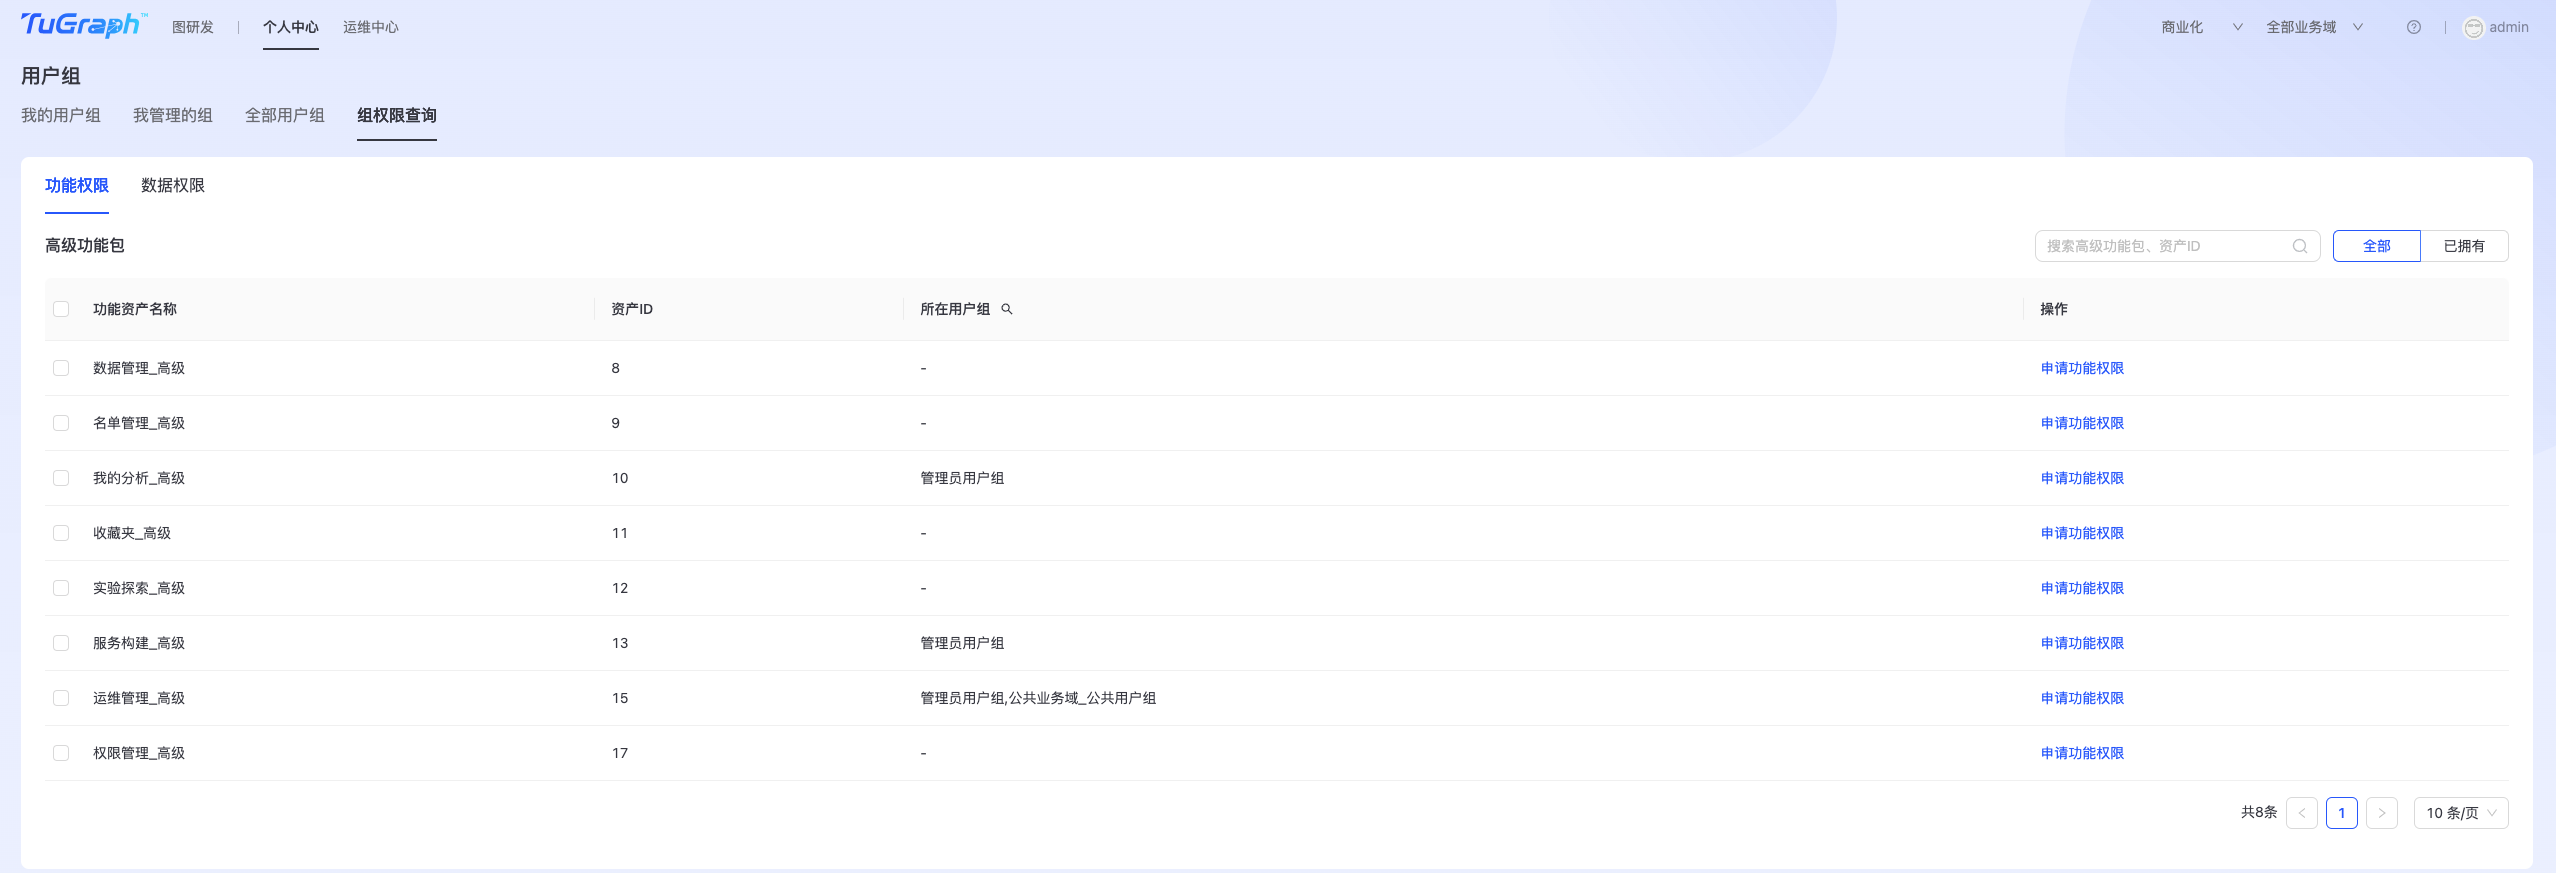 TuGraph™ 图研发 个人中心 运维中心 商业化 全部业务域 admin
用户组
我的用户组 我管理的组 全部用户组 组权限查询
功能权限 数据权限
高级功能包 搜索高级功能包、资产ID 全部 已拥有
功能资产名称 资产ID 所在用户组 操作
数据管理_高级 8 - 申请功能权限
名单管理_高级 9 - 申请功能权限
我的分析_高级 10 管理员用户组 申请功能权限
收藏夹_高级 11 - 申请功能权限
实验探索_高级 12 - 申请功能权限
服务构建_高级 13 管理员用户组 申请功能权限
运维管理_高级 15 管理员用户组,公共业务域_公共用户组 申请功能权限
权限管理_高级 17 - 申请功能权限
共8条 < 1 > 10 条/页